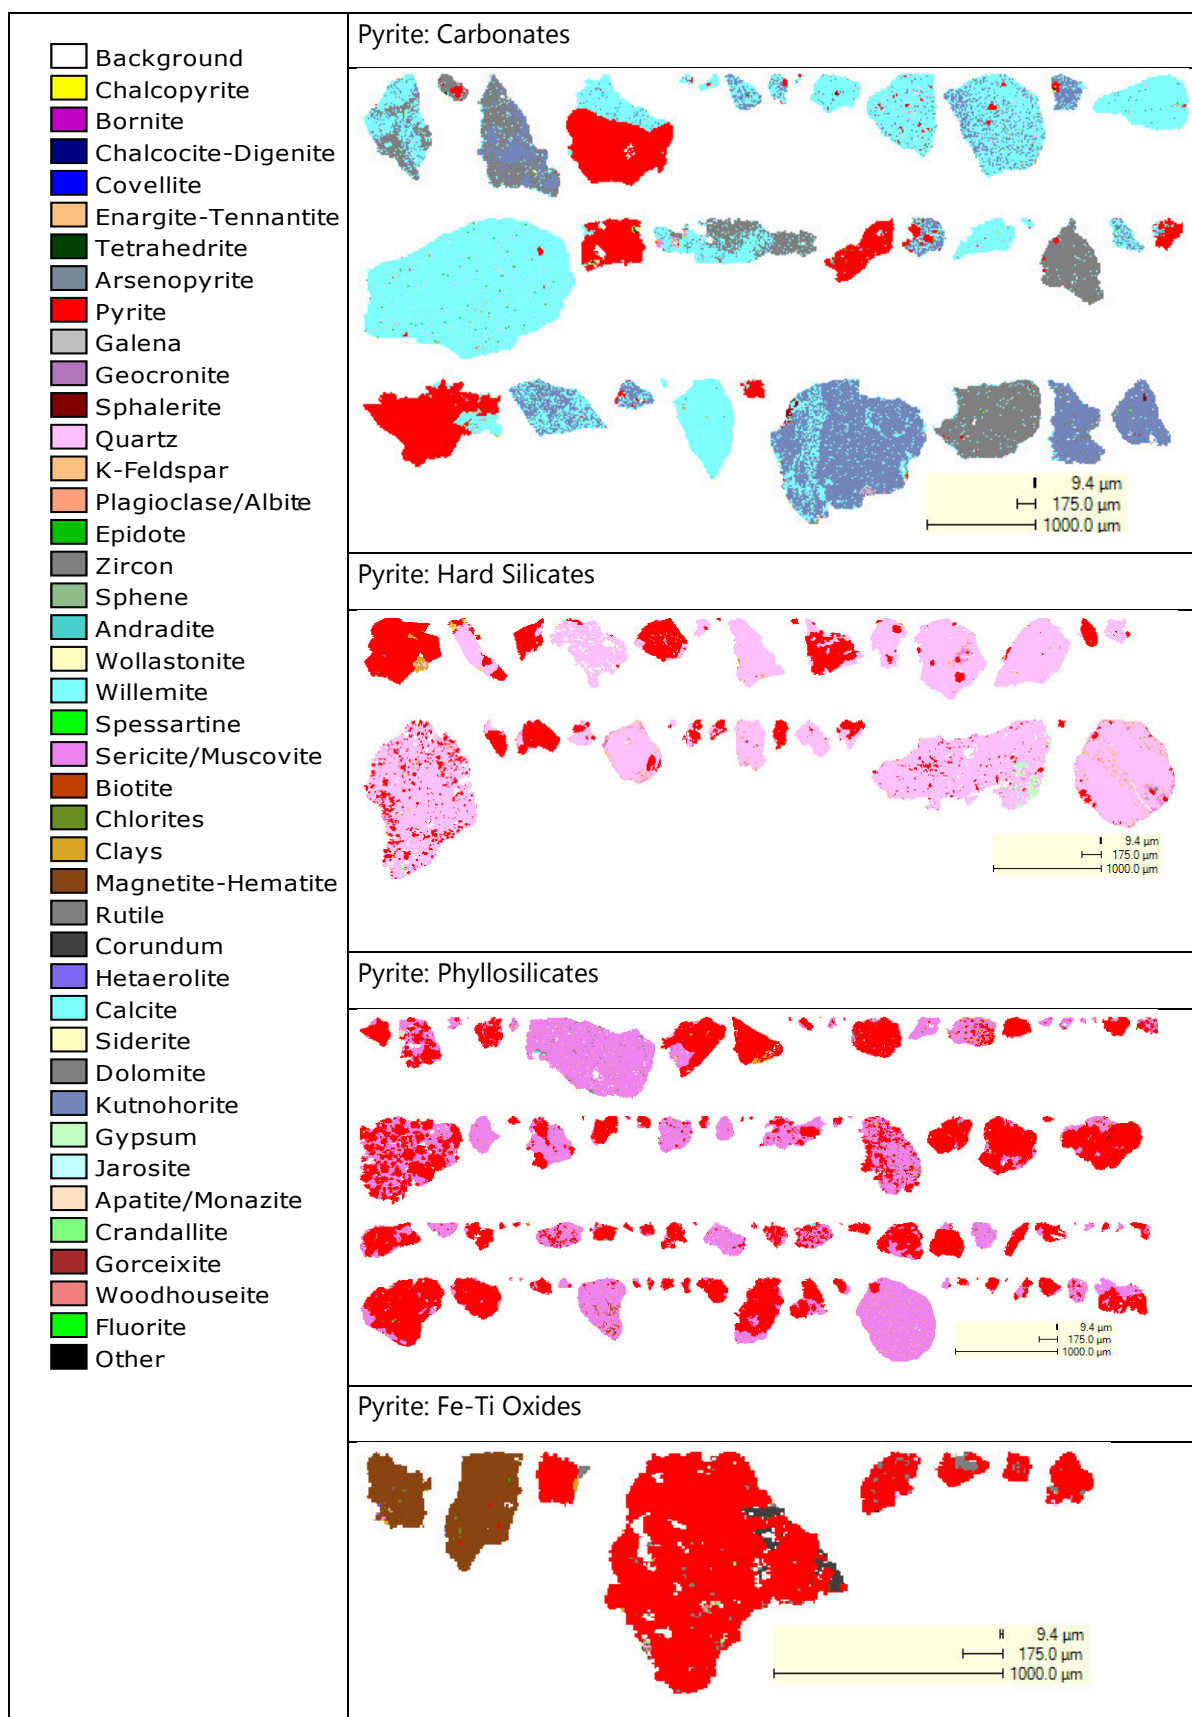 Background
Chalcopyrite
Bornite
Chalcocite-Digenite
Covellite
Enargite-Tennantite
Tetrahedrite
Arsenopyrite
Pyrite
Galena
Geocronite
Sphalerite
Quartz
K-Feldspar
Plagioclase/Albite
Epidote
Zircon
Sphene
Andradite
Wollastonite
Willemite
Spessartine
Sericite/Muscovite
Biotite
Chlorites
Clays
Magnetite-Hematite
Rutile
Corundum
Hetaerolite
Calcite
Siderite
Dolomite
Kutnohorite
Gypsum
Jarosite
Apatite/Monazite
Crandallite
Gorceixite
Woodhouseite
Fluorite
Other
Pyrite: Carbonates
9.4 µm
175.0 µm
1000.0 µm
Pyrite: Hard Silicates
9.4 µm
175.0 µm
1000.0 µm
Pyrite: Phyllosilicates
9.4 µm
175.0 µm
1000.0 µm
Pyrite: Fe-Ti Oxides
9.4 µm
175.0 µm
1000.0 µm